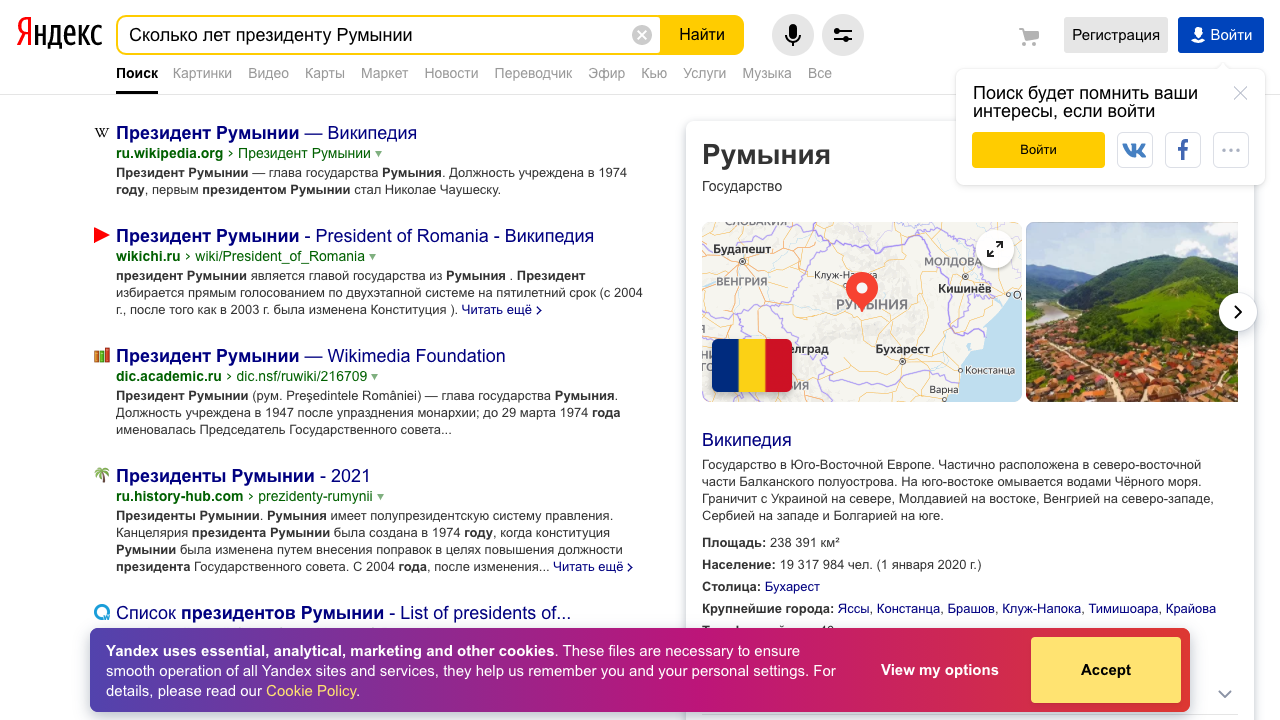 Яндекс
Сколько лет президенту Румынии
Найти
Регистрация
Войти
Поиск Картинки Видео Карты Маркет Новости Переводчик Эфир Кью Услуги Музыка Все
Поиск будет помнить ваши
интересы, если войти
Войти
Президент Румынии — Википедия
ru.wikipedia.org › Президент Румынии
Президент Румынии — глава государства Румыния. Должность учреждена в 1974
году, первым президентом Румынии стал Николае Чаушеску.
Президент Румынии - President of Romania - Википедия
wikichi.ru › wiki/President_of_Romania
президент Румынии является главой государства из Румыния . Президент
избирается прямым голосованием по двухэтапной системе на пятилетний срок (с 2004
г., после того как в 2003 г. была изменена Конституция ). Читать ещё ›
Президент Румынии — Wikimedia Foundation
dic.academic.ru › dic.nsf/ruwiki/216709
Президент Румынии (рум. Preşedintele României) — глава государства Румыния.
Должность учреждена в 1947 после упразднения монархии; до 29 марта 1974 года
именовалась Председатель Государственного совета...
Президенты Румынии - 2021
ru.history-hub.com › prezidenty-rumynii
Президенты Румынии. Румыния имеет полупрезидентскую систему правления.
Канцелярия президента Румынии была создана в 1974 году, когда конституция
Румынии была изменена путем внесения поправок в целях повышения должности
президента Государственного совета. С 2004 года, после изменения... Читать ещё ›
Список президентов Румынии - List of presidents of...
Румыния
Государство
СЛОВАКИЯ
Будапешт
ВЕНГРИЯ
МОЛДОВА
Кишинёв
РУМЫНИЯ
Бухарест
Констанца
Варна
Википедия
Государство в Юго-Восточной Европе. Частично расположена в северо-восточной
части Балканского полуострова. На юго-востоке омывается водами Чёрного моря.
Граничит с Украиной на севере, Молдавией на востоке, Венгрией на северо-западе,
Сербией на западе и Болгарией на юге.
Площадь: 238 391 км²
Население: 19 317 984 чел. (1 января 2020 г.)
Столица: Бухарест
Крупнейшие города: Яссы, Констанца, Брашов, Клуж-Напока, Тимишоара, Крайова
Yandex uses essential, analytical, marketing and other cookies. These files are necessary to ensure
smooth operation of all Yandex sites and services, they help us remember you and your personal settings. For
details, please read our Cookie Policy.
View my options
Accept